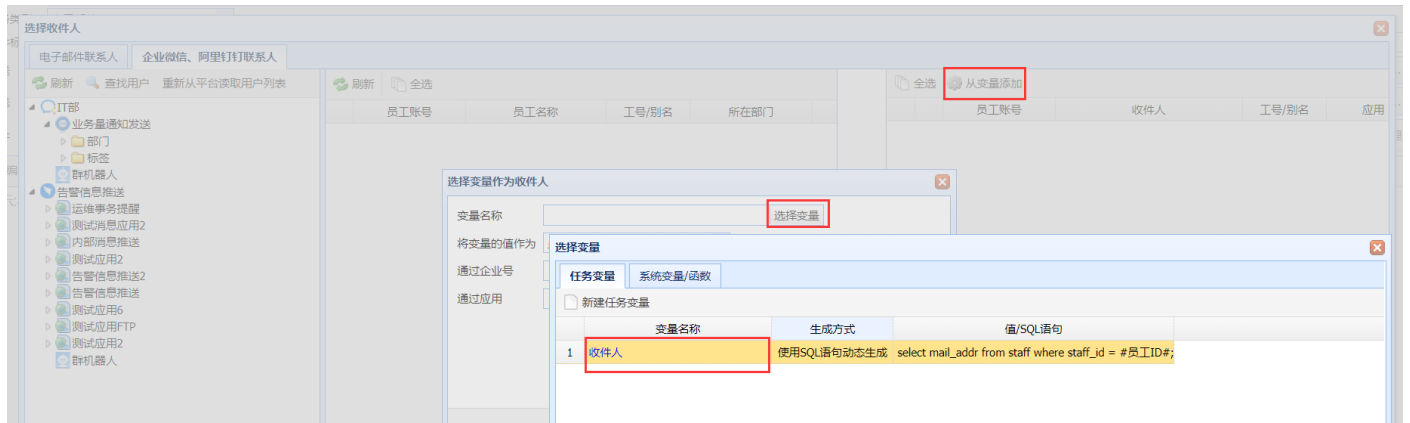 选择收件人
电子邮件联系人 企业微信、阿里钉钉联系人
刷新 查找用户 重新从平台读取用户列表
刷新 全选
全选 从变量添加
员工账号 员工名称 工号/别名 所在部门
员工账号 收件人 工号/别名 应用
IT部
业务量通知发送
部门
标签
群机器人
告警信息推送
运维事务提醒
测试消息应用2
内部消息推送
测试应用2
告警信息推送2
告警信息推送
测试应用6
测试应用FTP
测试应用2
群机器人
选择变量作为收件人
变量名称 选择变量
将变量的值作为
通过企业号
通过应用
选择变量
任务变量 系统变量/函数
新建任务变量
变量名称 生成方式 值/SQL语句
1 收件人 使用SQL语句动态生成 select mail_addr from staff where staff_id = #员工ID#;